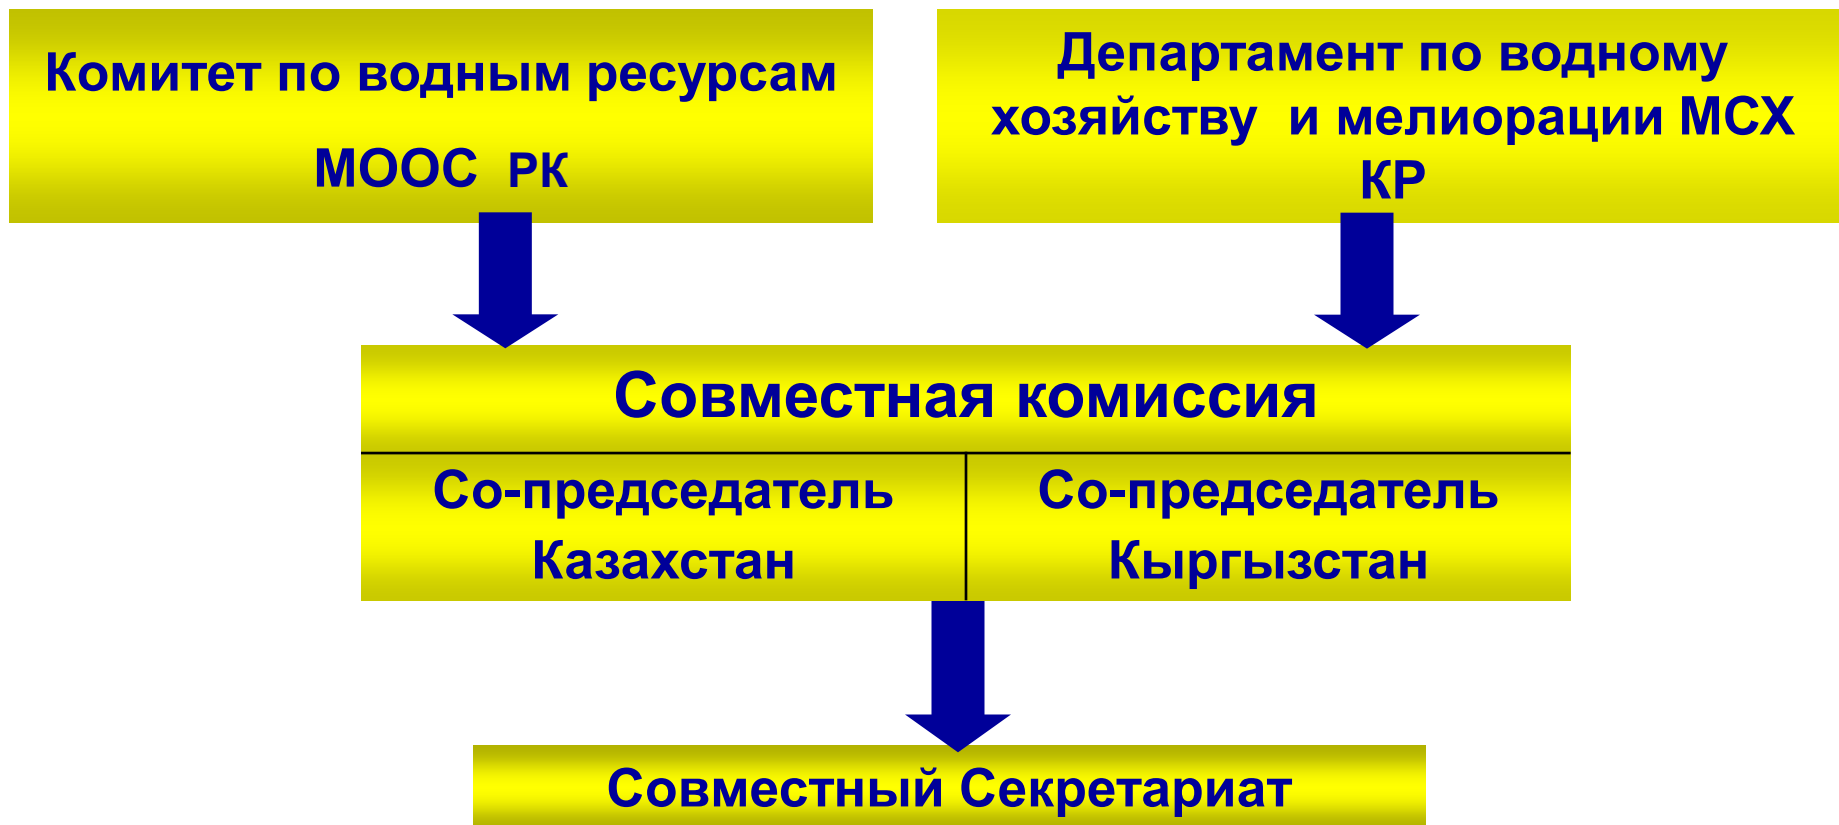 Комитет по водным ресурсам
МООС РК
Департамент по водному
хозяйству и мелиорации МСХ
КР
Совместная комиссия
Со-председатель
Казахстан
Со-председатель
Кыргызстан
Совместный Секретариат